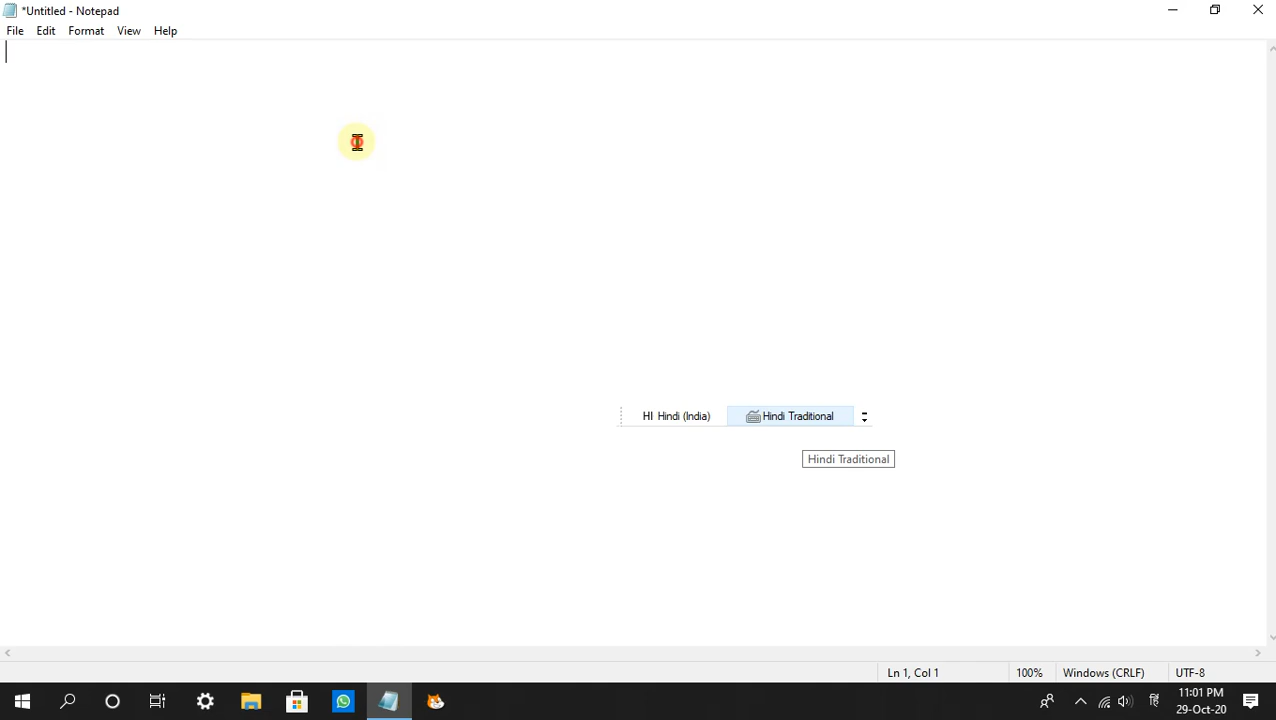 *Untitled - Notepad
File Edit Format View Help
HI Hindi (India) Hindi Traditional
Hindi Traditional
Ln 1, Col 1 100% Windows (CRLF) UTF-8
11:01 PM
29-Oct-20